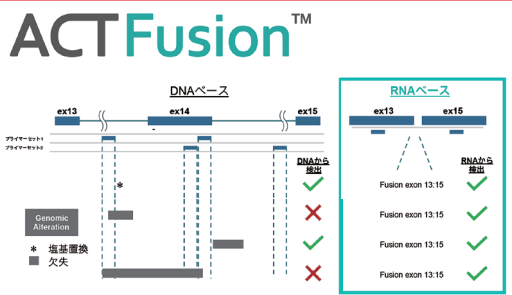 ACTFusion™
DNAベース
RNAベース
ex13
ex14
ex15
ex13
ex15
プライマーセット1
プライマーセット2
DNAから
検出
RNAから
検出
*
Fusion exon 13:15
Fusion exon 13:15
Genomic
Alteration
* 塩基置換
欠失
Fusion exon 13:15
Fusion exon 13:15